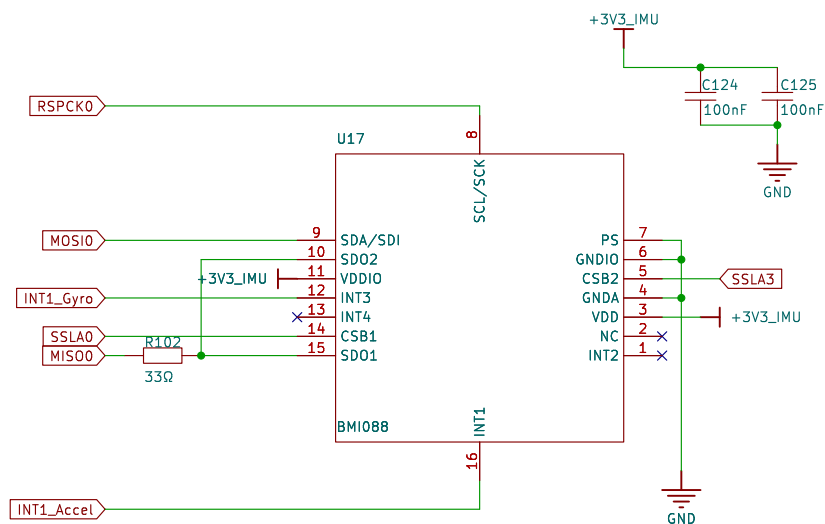 +3V3_IMU
C124
C125
100nF
100nF
GND
RSPCK0
8
U17
SCL/SCK
MOSI0
9
SDA/SDI
PS
7
10
SDO2
GNDIO
6
+3V3_IMU
11
VDDIO
CSB2
5
SSLA3
INT1_Gyro
12
INT3
GNDA
4
13
INT4
VDD
3
+3V3_IMU
SSLA0
14
CSB1
NC
2
R102
MISO0
15
SDO1
INT2
1
33Ω
BMI088
INT1
16
INT1_Accel
GND